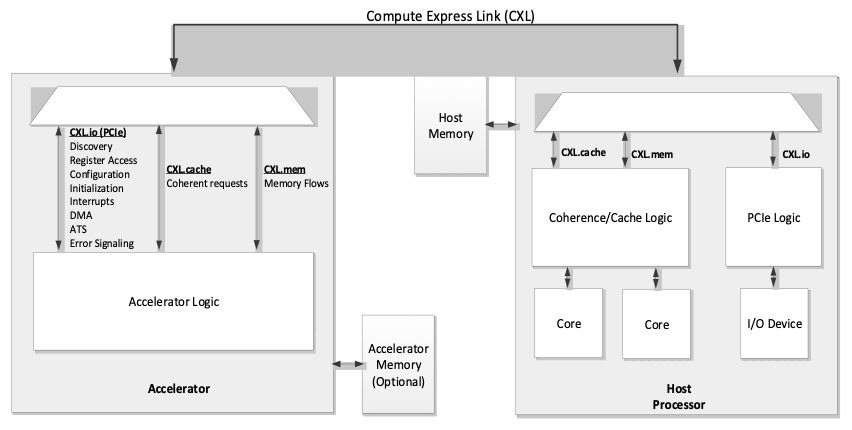 Compute Express Link (CXL)
CXL.io (PCIe)
Discovery
Register Access
Configuration
Initialization
Interrupts
DMA
ATS
Error Signaling
CXL.cache
Coherent requests
CXL.mem
Memory Flows
Accelerator Logic
Accelerator
Host
Memory
Accelerator
Memory
(Optional)
CXL.cache
CXL.mem
CXL.io
Coherence/Cache Logic
PCIe Logic
Core
Core
I/O Device
Host
Processor